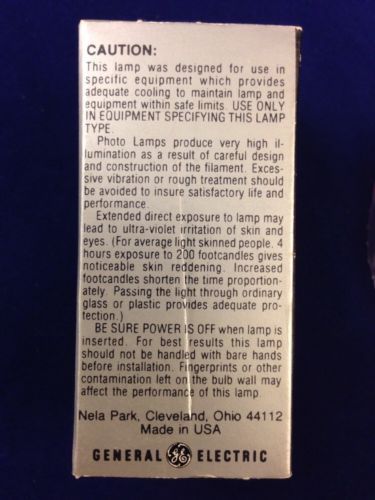 CAUTION:
This lamp was designed for use in
specific equipment which provides
adequate cooling to maintain lamp and
equipment within safe limits. USE ONLY
IN EQUIPMENT SPECIFYING THIS LAMP
TYPE.
Photo Lamps produce very high il-
lumination as a result of careful design
and construction of the filament. Exces-
sive vibration or rough treatment should
be avoided to insure satisfactory life and
performance.
Extended direct exposure to lamp may
lead to ultra-violet irritation of skin and
eyes. (For average light skinned people. 4
hours exposure to 200 footcandles gives
noticeable skin reddening. Increased
footcandles shorten the time proportion-
ately. Passing the light through ordinary
glass or plastic provides adequate pro-
tection.)
BE SURE POWER IS OFF when lamp is
inserted. For best results this lamp
should not be handled with bare hands
before installation. Fingerprints or other
contamination left on the bulb wall may
affect the performance of this lamp.
Nela Park, Cleveland, Ohio 44112
Made in USA
GENERAL GE ELECTRIC